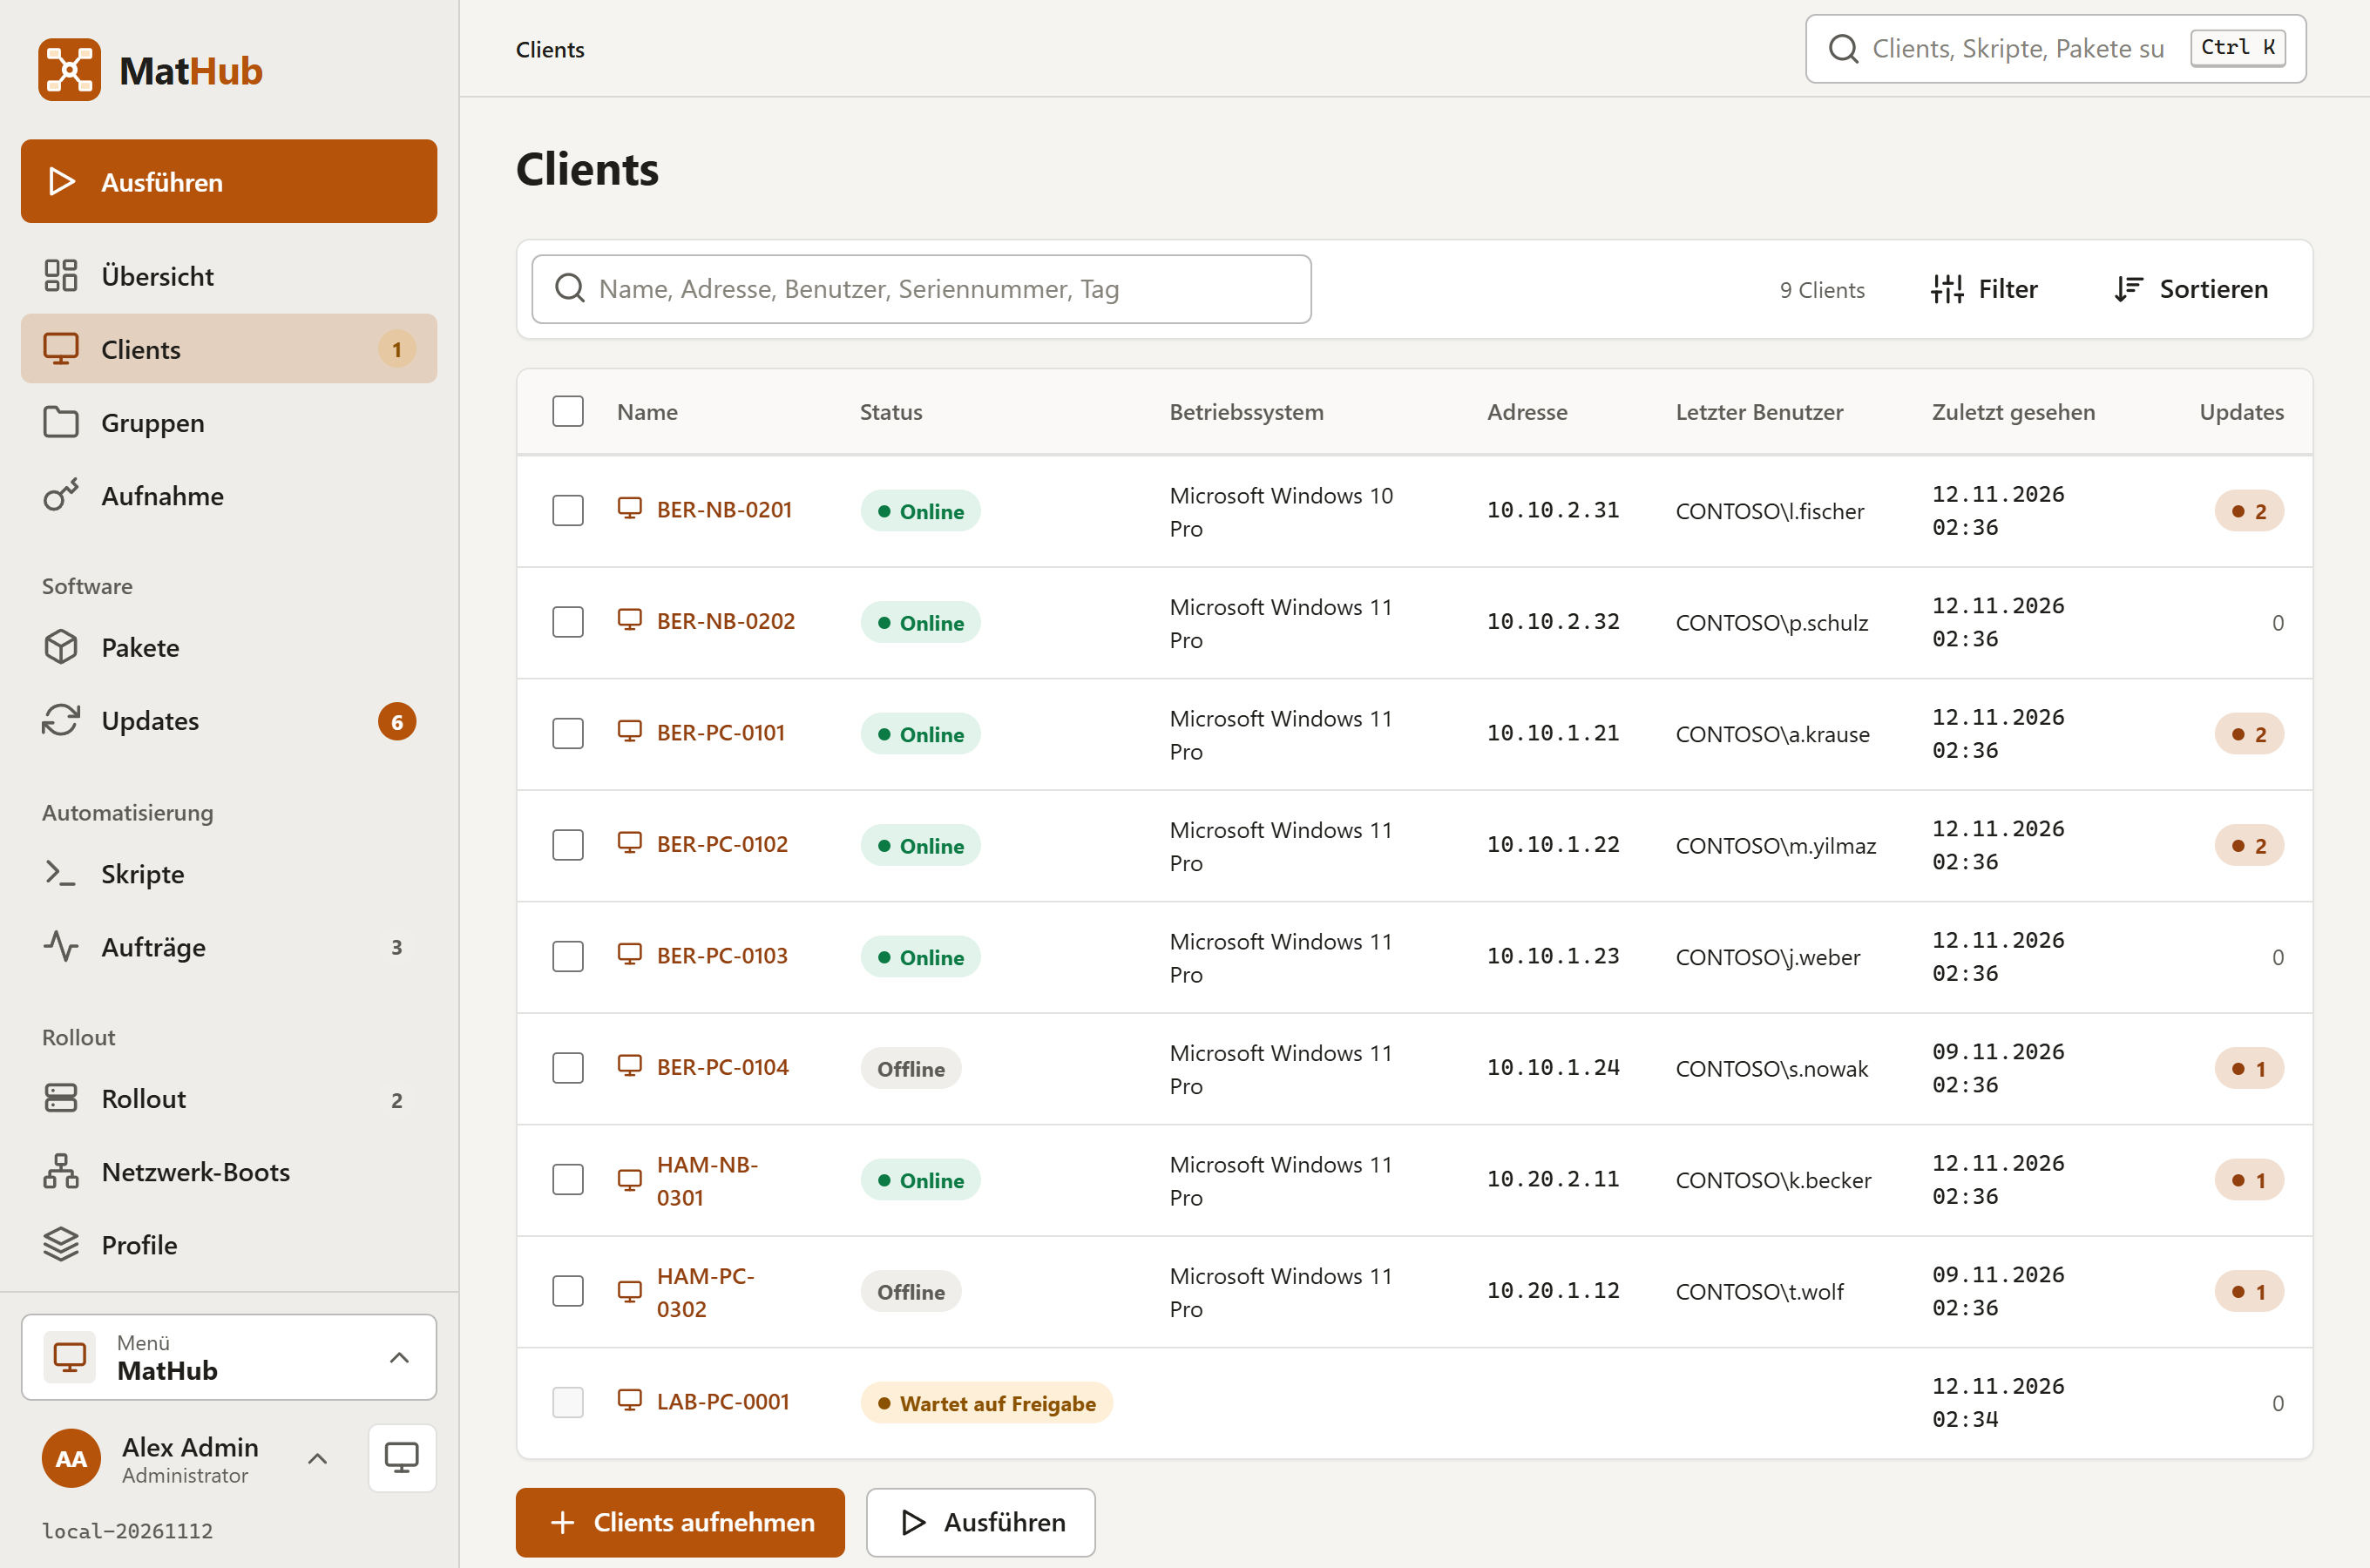 MatHub
Clients
Clients, Skripte, Pakete su
Ctrl K
Ausführen
Übersicht
Clients 1
Gruppen
Aufnahme
Software
Pakete
Updates 6
Automatisierung
Skripte
Aufträge 3
Rollout
Rollout 2
Netzwerk-Boots
Profile
Menü
MatHub
AA
Alex Admin
Administrator
local-20261112
Clients
Name, Adresse, Benutzer, Seriennummer, Tag
9 Clients
Filter
Sortieren
Name Status Betriebssystem Adresse Letzter Benutzer Zuletzt gesehen Updates
BER-NB-0201 Online Microsoft Windows 10 Pro 10.10.2.31 CONTOSO\l.fischer 12.11.2026 02:36 2
BER-NB-0202 Online Microsoft Windows 11 Pro 10.10.2.32 CONTOSO\p.schulz 12.11.2026 02:36 0
BER-PC-0101 Online Microsoft Windows 11 Pro 10.10.1.21 CONTOSO\a.krause 12.11.2026 02:36 2
BER-PC-0102 Online Microsoft Windows 11 Pro 10.10.1.22 CONTOSO\m.yilmaz 12.11.2026 02:36 2
BER-PC-0103 Online Microsoft Windows 11 Pro 10.10.1.23 CONTOSO\j.weber 12.11.2026 02:36 0
BER-PC-0104 Offline Microsoft Windows 11 Pro 10.10.1.24 CONTOSO\s.nowak 09.11.2026 02:36 1
HAM-NB-0301 Online Microsoft Windows 11 Pro 10.20.2.11 CONTOSO\k.becker 12.11.2026 02:36 1
HAM-PC-0302 Offline Microsoft Windows 11 Pro 10.20.1.12 CONTOSO\t.wolf 09.11.2026 02:36 1
LAB-PC-0001 Wartet auf Freigabe 12.11.2026 02:34 0
Clients aufnehmen
Ausführen